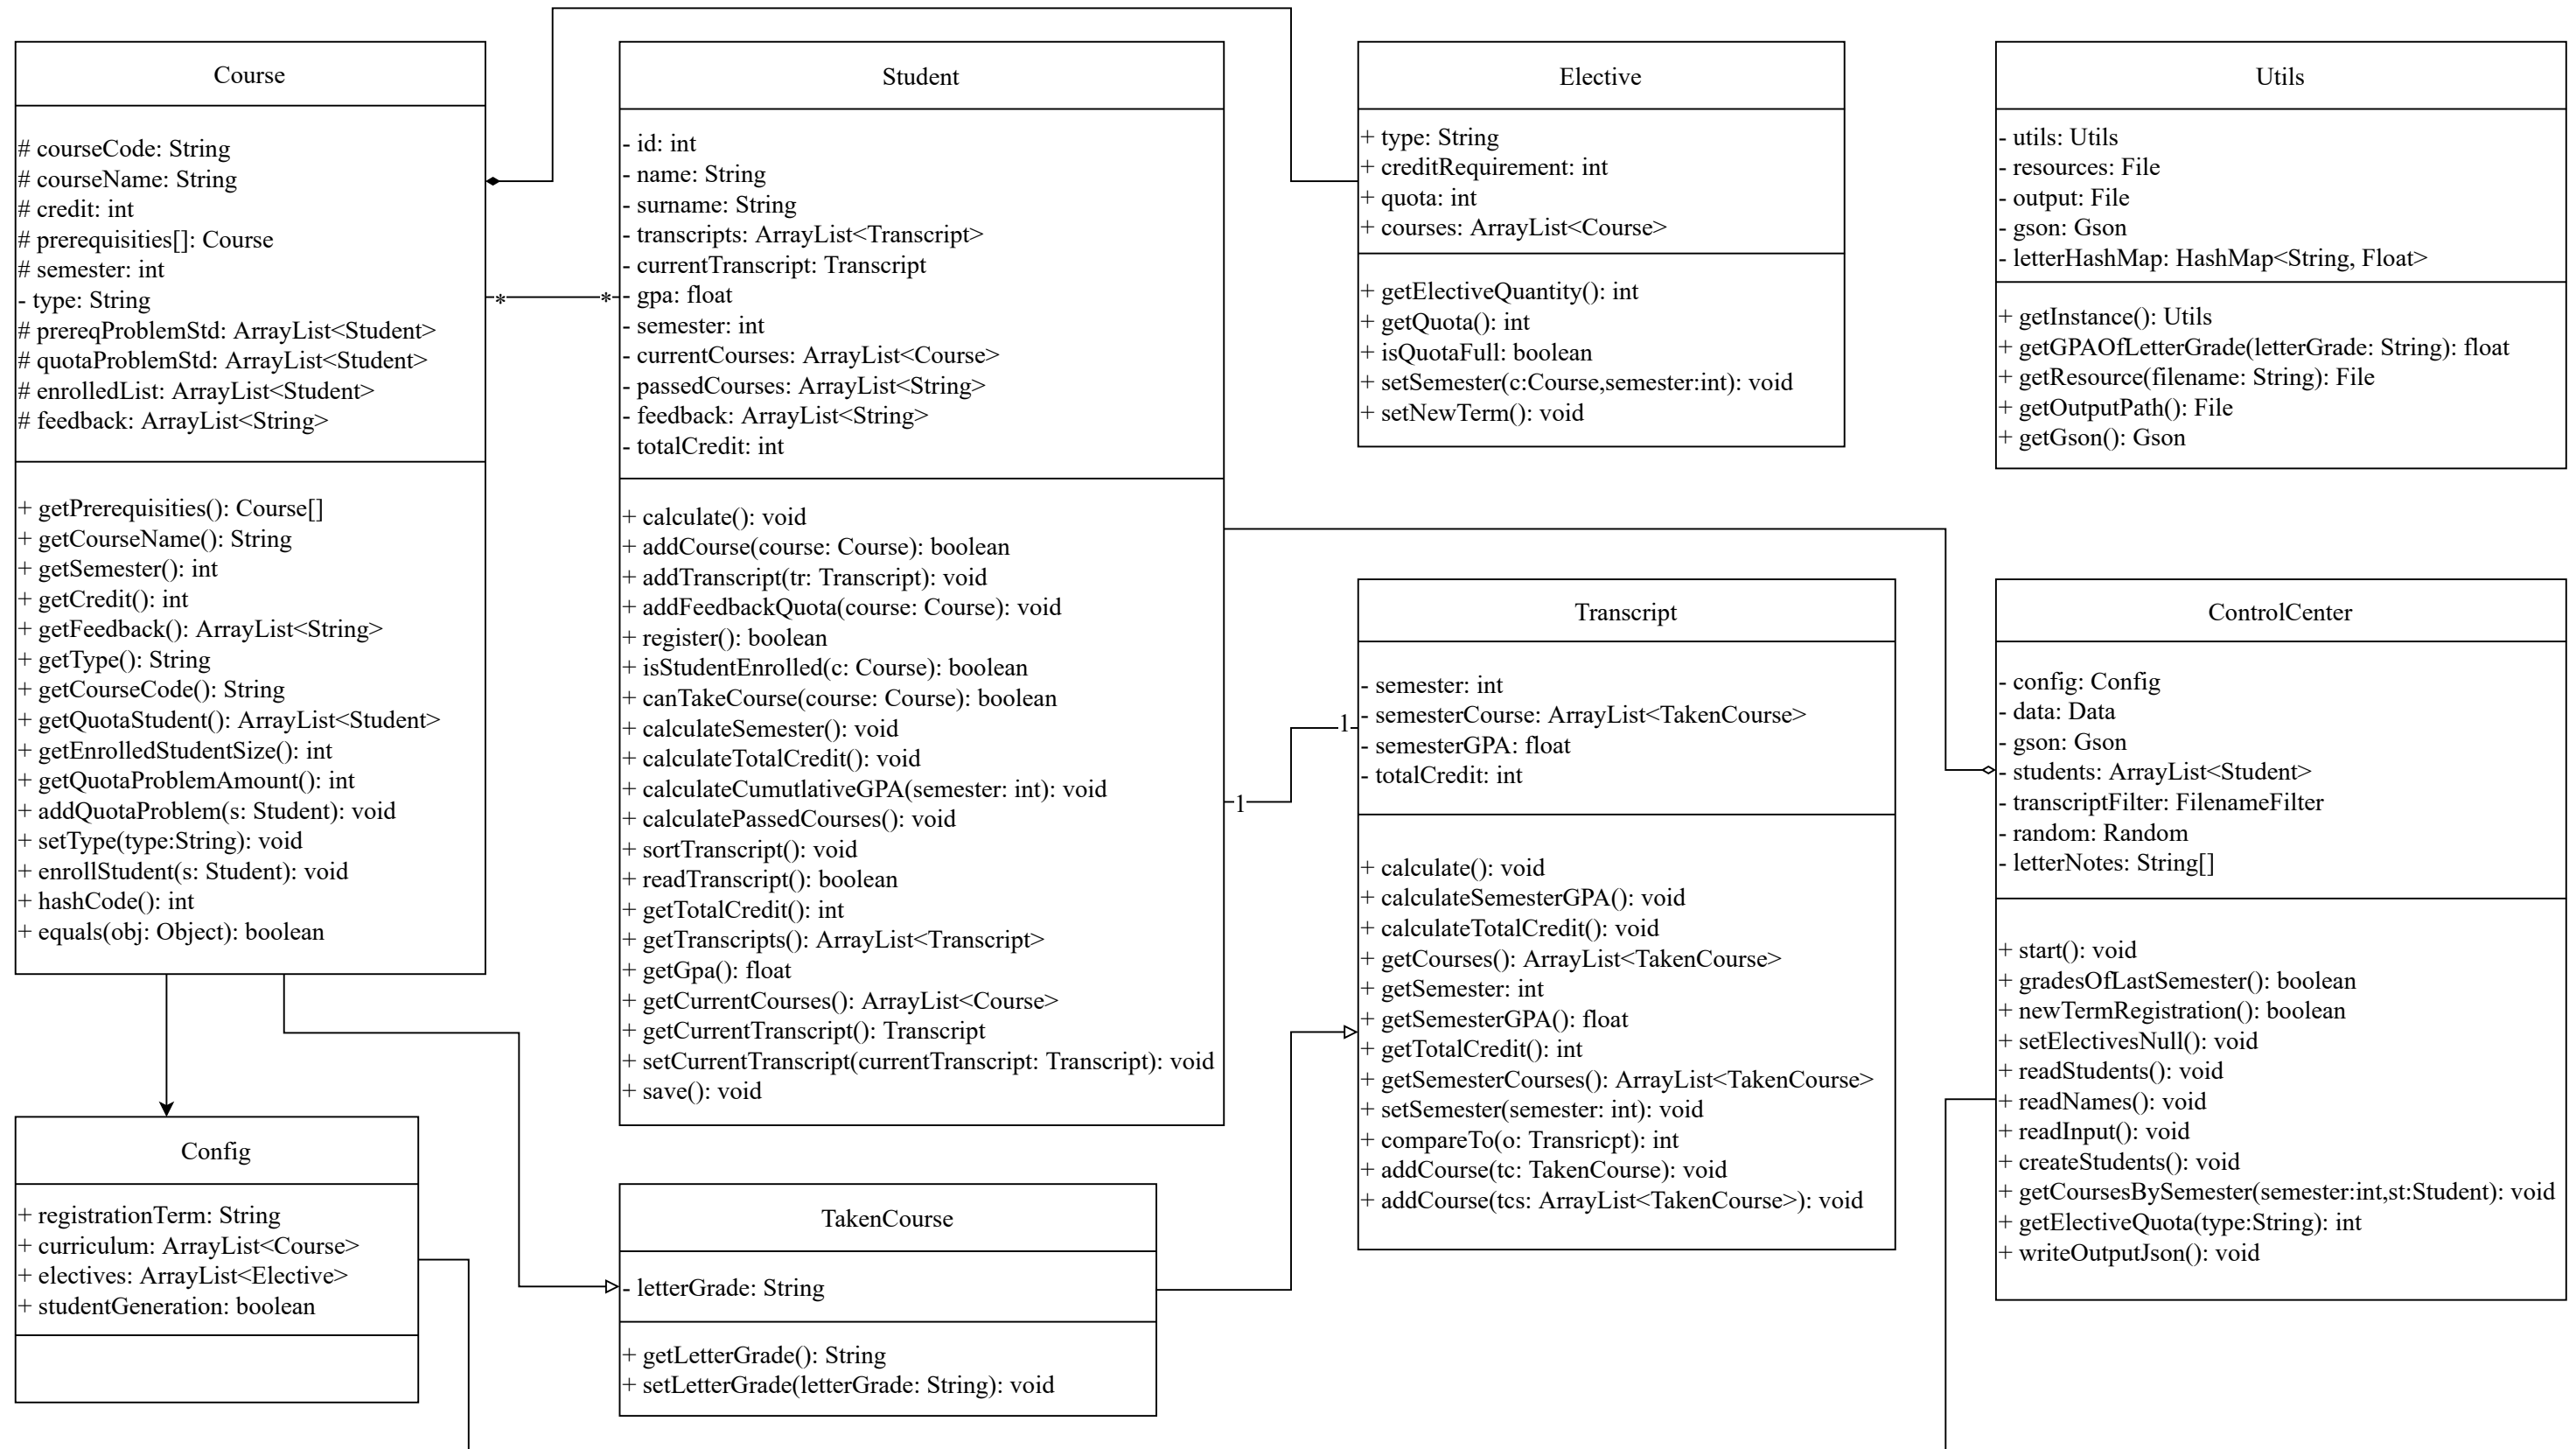 Course
# courseCode: String
# courseName: String
# credit: int
# prerequisities[]: Course
# semester: int
- type: String
# prereqProblemStd: ArrayList<Student>
# quotaProblemStd: ArrayList<Student>
# enrolledList: ArrayList<Student>
# feedback: ArrayList<String>
+ getPrerequisities(): Course[]
+ getCourseName(): String
+ getSemester(): int
+ getCredit(): int
+ getFeedback(): ArrayList<String>
+ getType(): String
+ getCourseCode(): String
+ getQuotaStudent(): ArrayList<Student>
+ getEnrolledStudentSize(): int
+ getQuotaProblemAmount(): int
+ addQuotaProblem(s: Student): void
+ setType(type:String): void
+ enrollStudent(s: Student): void
+ hashCode(): int
+ equals(obj: Object): boolean
*
*
Student
- id: int
- name: String
- surname: String
- transcripts: ArrayList<Transcript>
- currentTranscript: Transcript
- gpa: float
- semester: int
- currentCourses: ArrayList<Course>
- passedCourses: ArrayList<String>
- feedback: ArrayList<String>
- totalCredit: int
+ calculate(): void
+ addCourse(course: Course): boolean
+ addTranscript(tr: Transcript): void
+ addFeedbackQuota(course: Course): void
+ register(): boolean
+ isStudentEnrolled(c: Course): boolean
+ canTakeCourse(course: Course): boolean
+ calculateSemester(): void
+ calculateTotalCredit(): void
+ calculateCumutlativeGPA(semester: int): void
+ calculatePassedCourses(): void
+ sortTranscript(): void
+ readTranscript(): boolean
+ getTotalCredit(): int
+ getTranscripts(): ArrayList<Transcript>
+ getGpa(): float
+ getCurrentCourses(): ArrayList<Course>
+ getCurrentTranscript(): Transcript
+ setCurrentTranscript(currentTranscript: Transcript): void
+ save(): void
1
1
Elective
+ type: String
+ creditRequirement: int
+ quota: int
+ courses: ArrayList<Course>
+ getElectiveQuantity(): int
+ getQuota(): int
+ isQuotaFull: boolean
+ setSemester(c:Course,semester:int): void
+ setNewTerm(): void
Utils
- utils: Utils
- resources: File
- output: File
- gson: Gson
- letterHashMap: HashMap<String, Float>
+ getInstance(): Utils
+ getGPAOfLetterGrade(letterGrade: String): float
+ getResource(filename: String): File
+ getOutputPath(): File
+ getGson(): Gson
Transcript
- semester: int
- semesterCourse: ArrayList<TakenCourse>
- semesterGPA: float
- totalCredit: int
+ calculate(): void
+ calculateSemesterGPA(): void
+ calculateTotalCredit(): void
+ getCourses(): ArrayList<TakenCourse>
+ getSemester: int
+ getSemesterGPA(): float
+ getTotalCredit(): int
+ getSemesterCourses(): ArrayList<TakenCourse>
+ setSemester(semester: int): void
+ compareTo(o: Transricpt): int
+ addCourse(tc: TakenCourse): void
+ addCourse(tcs: ArrayList<TakenCourse>): void
ControlCenter
- config: Config
- data: Data
- gson: Gson
- students: ArrayList<Student>
- transcriptFilter: FilenameFilter
- random: Random
- letterNotes: String[]
+ start(): void
+ gradesOfLastSemester(): boolean
+ newTermRegistration(): boolean
+ setElectivesNull(): void
+ readStudents(): void
+ readNames(): void
+ readInput(): void
+ createStudents(): void
+ getCoursesBySemester(semester:int,st:Student): void
+ getElectiveQuota(type:String): int
+ writeOutputJson(): void
Config
+ registrationTerm: String
+ curriculum: ArrayList<Course>
+ electives: ArrayList<Elective>
+ studentGeneration: boolean
TakenCourse
- letterGrade: String
+ getLetterGrade(): String
+ setLetterGrade(letterGrade: String): void